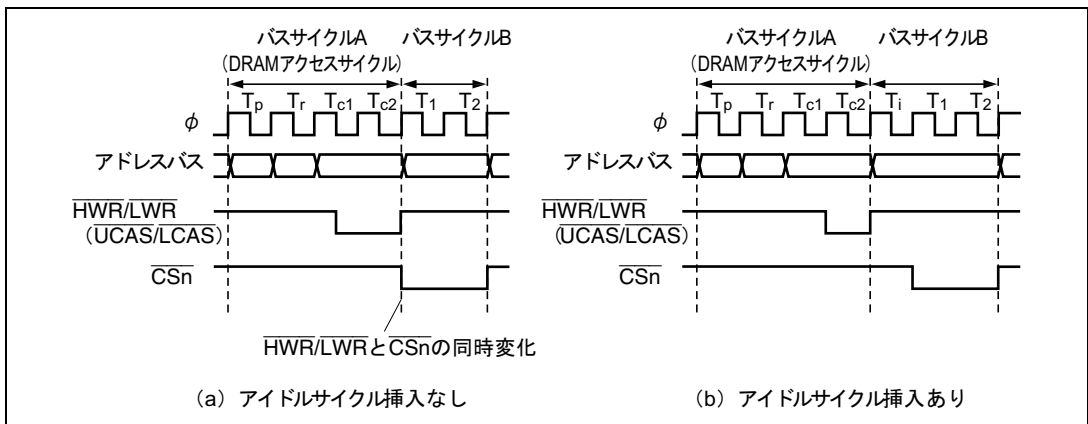 バスサイクルA バスサイクルB
(DRAMアクセスサイクル)
Tp Tr Tc1 Tc2 T1 T2
φ
アドレスバス
HWR/LWR
(UCAS/LCAS)
CSn
HWR/LWRとCSnの同時変化
(a) アイドルサイクル挿入なし
バスサイクルA バスサイクルB
(DRAMアクセスサイクル)
Tp Tr Tc1 Tc2 Ti T1 T2
φ
アドレスバス
HWR/LWR
(UCAS/LCAS)
CSn
(b) アイドルサイクル挿入あり